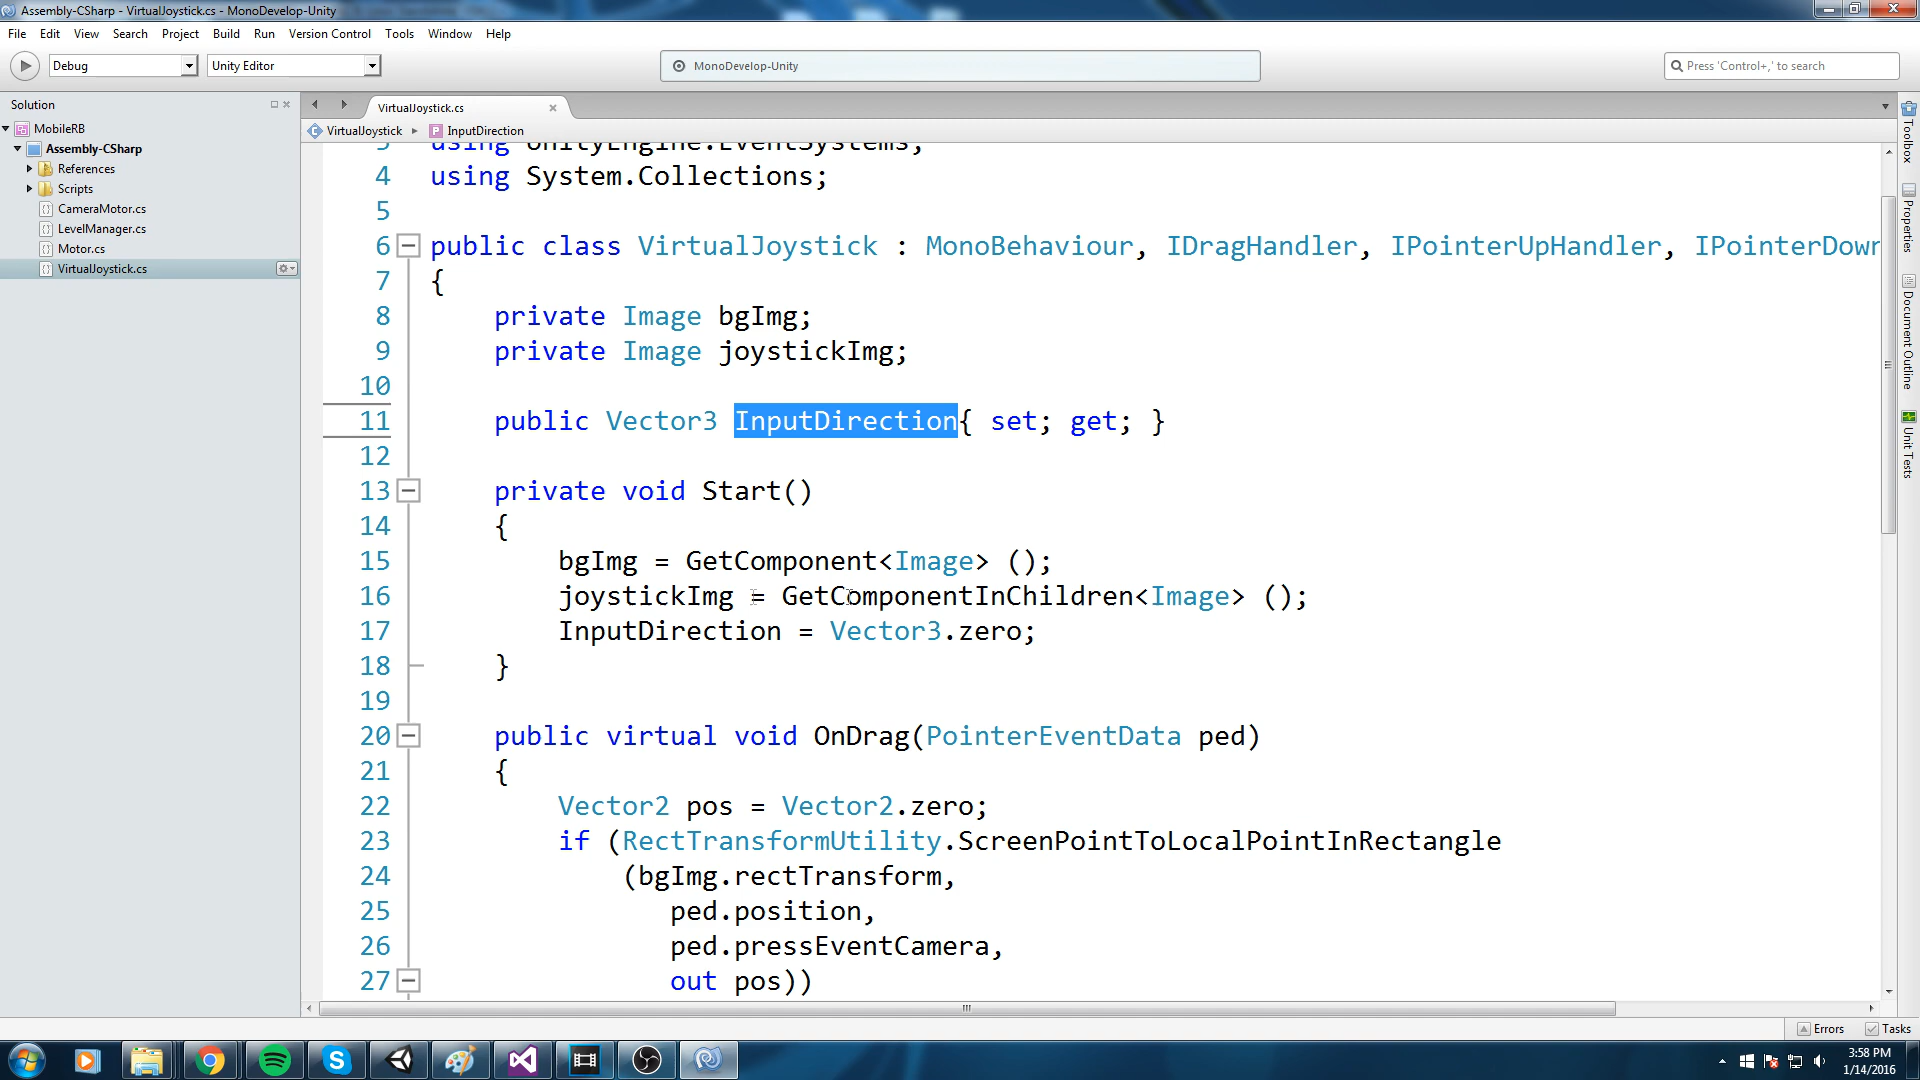 Assembly-CSharp - VirtualJoystick.cs - MonoDevelop-Unity
File Edit View Search Project Build Run Version Control Tools Window Help
Debug Unity Editor MonoDevelop-Unity Press 'Control+,' to search
Solution
MobileRB
Assembly-CSharp
References
Scripts
CameraMotor.cs
LevelManager.cs
Motor.cs
VirtualJoystick.cs
VirtualJoystick.cs
VirtualJoystick InputDirection
3 using UnityEngine.EventSystems;
4 using System.Collections;
5
6 public class VirtualJoystick : MonoBehaviour, IDragHandler, IPointerUpHandler, IPointerDown
7 {
8 private Image bgImg;
9 private Image joystickImg;
10
11 public Vector3 InputDirection{ set; get; }
12
13 private void Start()
14 {
15 bgImg = GetComponent<Image> ();
16 joystickImg = GetComponentInChildren<Image> ();
17 InputDirection = Vector3.zero;
18 }
19
20 public virtual void OnDrag(PointerEventData ped)
21 {
22 Vector2 pos = Vector2.zero;
23 if (RectTransformUtility.ScreenPointToLocalPointInRectangle
24 (bgImg.rectTransform,
25 ped.position,
26 ped.pressEventCamera,
27 out pos))
Toolbox
Properties
Document Outline
Unit Tests
Errors Tasks
3:58 PM
1/14/2016